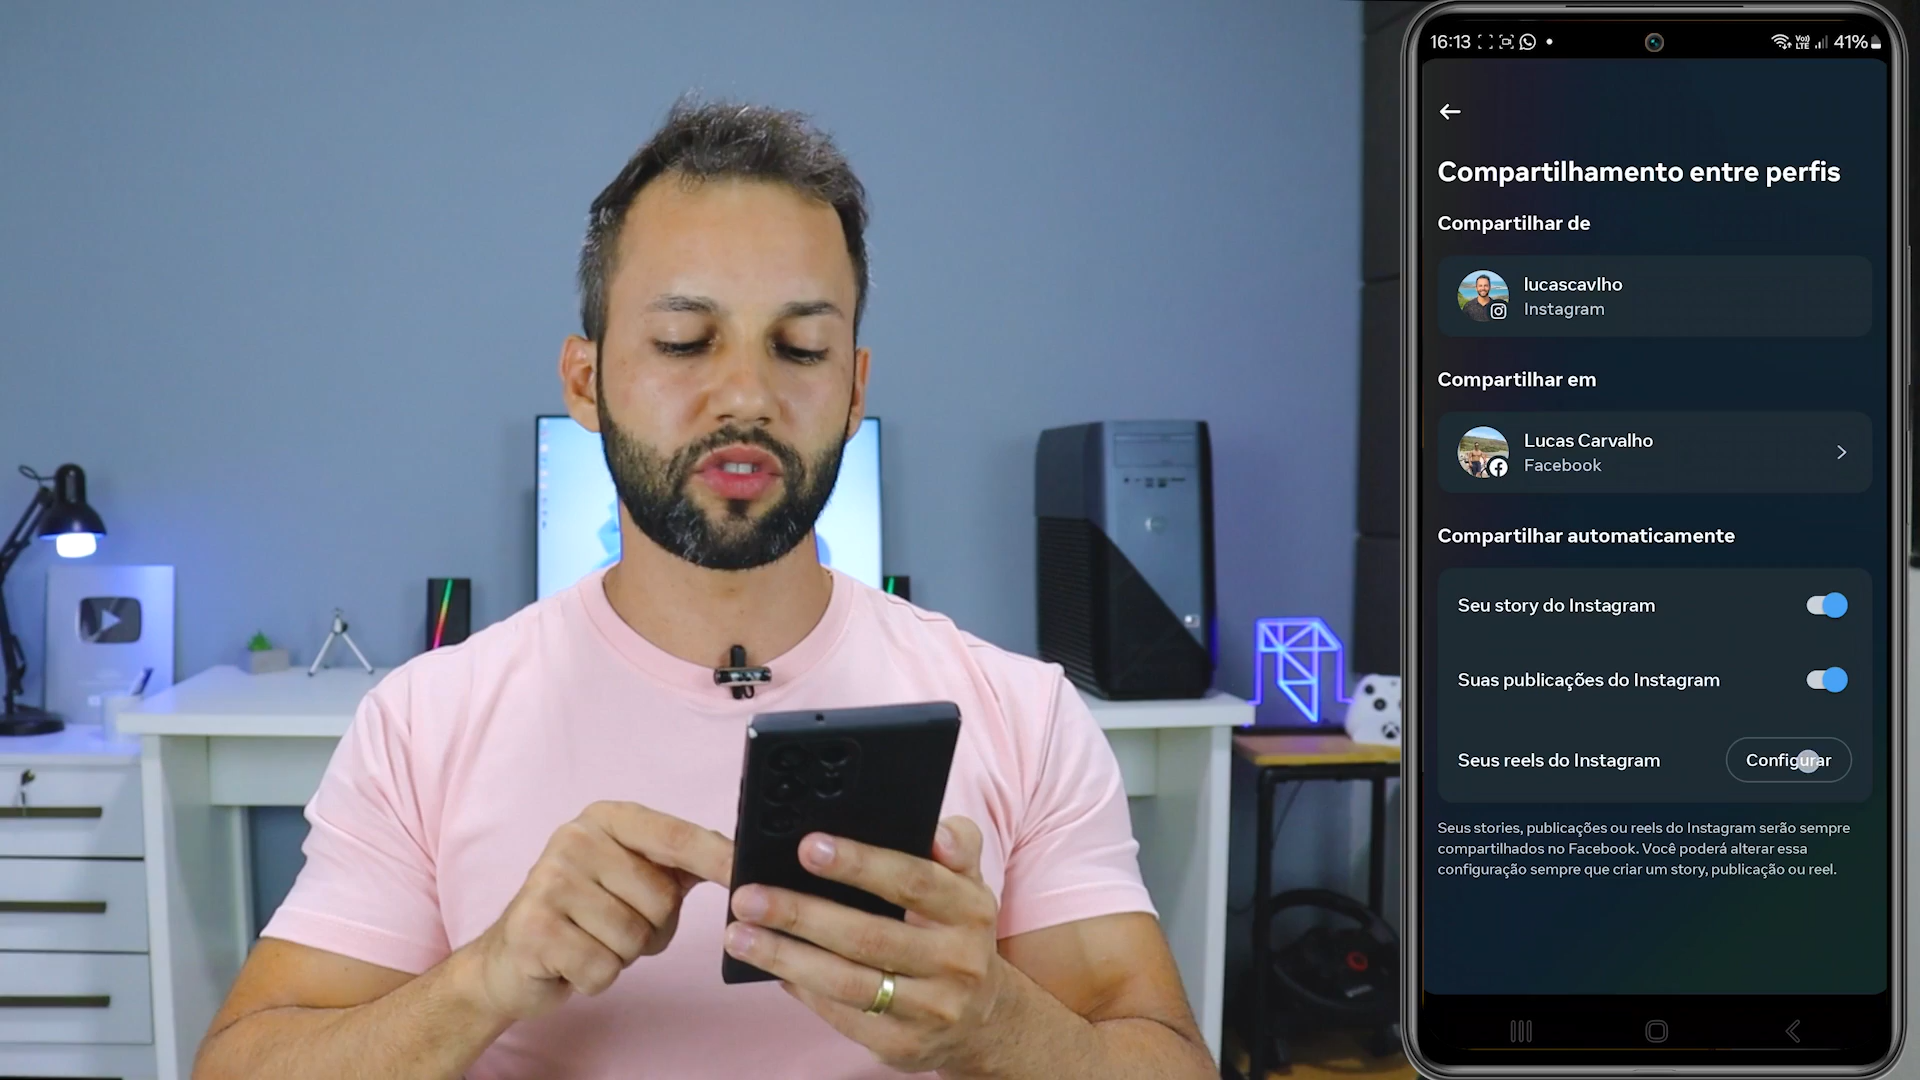 16:13
Vo))
LTE
41%
Compartilhamento entre perfis
Compartilhar de
lucascavlho
Instagram
Compartilhar em
Lucas Carvalho
Facebook
Compartilhar automaticamente
Seu story do Instagram
Suas publicações do Instagram
Seus reels do Instagram
Configurar
Seus stories, publicações ou reels do Instagram serão sempre
compartilhados no Facebook. Você poderá alterar essa
configuração sempre que criar um story, publicação ou reel.